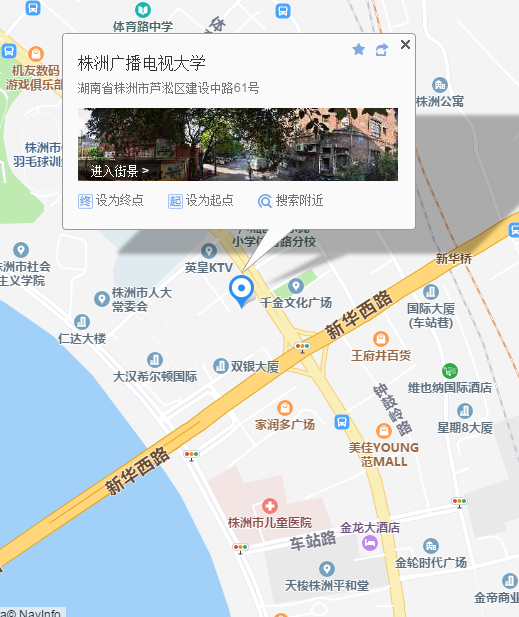 体育路中学
机友数码
游戏俱乐部
株洲广播电视大学
湖南省株洲市芦淞区建设中路61号
进入街景 >
终 设为终点
起 设为起点
搜索附近
株洲公寓
株洲市
羽毛球训
小学体育路分校
新华桥
株洲市社会
主义学院
英皇KTV
株洲市人大
常委会
千金文化广场
国际大厦
(车站巷)
新华西路
仁达大楼
王府井百货
大汉希尔顿国际
双银大厦
维也纳国际酒店
钟鼓岭路
家润多广场
星期8大厦
美佳YOUNG
范MALL
新华西路
株洲市儿童医院
金龙大酒店
车站路
金轮时代广场
天梭株洲平和堂
金帝商业
© NavInfo